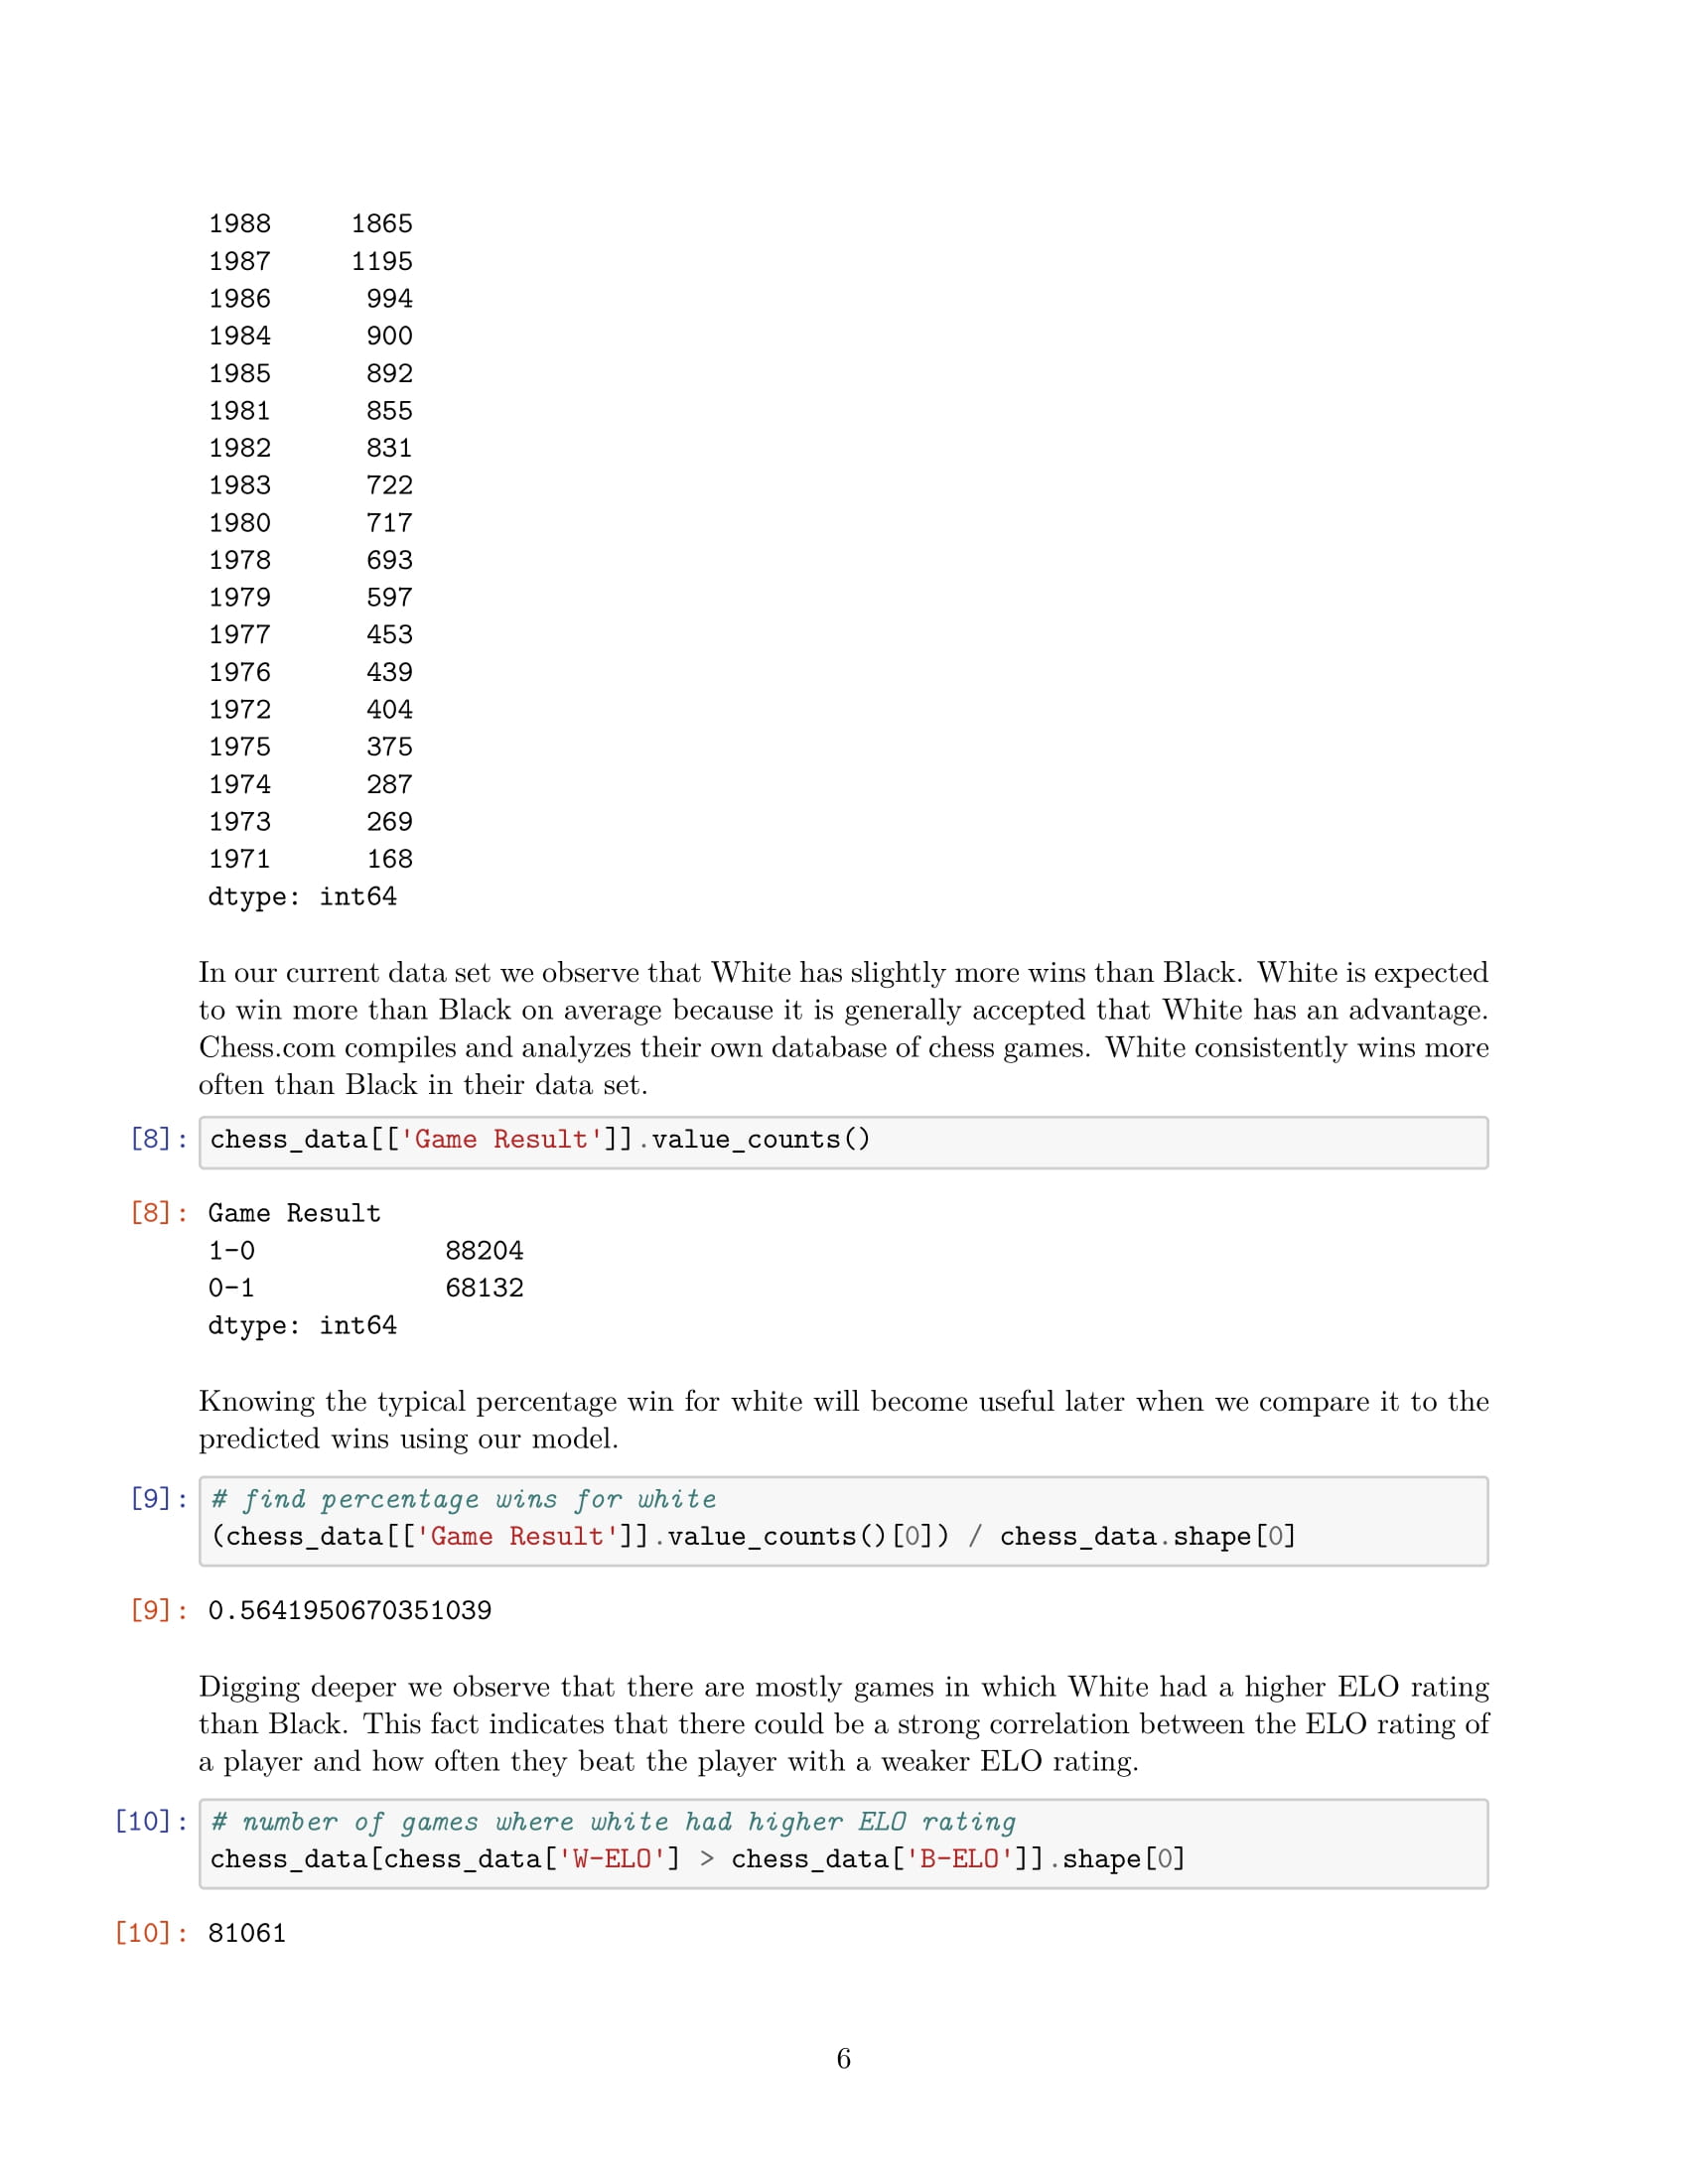 1988     1865
1987     1195
1986      994
1984      900
1985      892
1981      855
1982      831
1983      722
1980      717
1978      693
1979      597
1977      453
1976      439
1972      404
1975      375
1974      287
1973      269
1971      168
dtype: int64
In our current data set we observe that White has slightly more wins than Black. White is expected
to win more than Black on average because it is generally accepted that White has an advantage.
Chess.com compiles and analyzes their own database of chess games. White consistently wins more
often than Black in their data set.
[8]: chess_data[['Game Result']].value_counts()
[8]: Game Result
1-0            88204
0-1            68132
dtype: int64
Knowing the typical percentage win for white will become useful later when we compare it to the
predicted wins using our model.
[9]: # find percentage wins for white
(chess_data[['Game Result']].value_counts()[0]) / chess_data.shape[0]
[9]: 0.5641950670351039
Digging deeper we observe that there are mostly games in which White had a higher ELO rating
than Black. This fact indicates that there could be a strong correlation between the ELO rating of
a player and how often they beat the player with a weaker ELO rating.
[10]: # number of games where white had higher ELO rating
chess_data[chess_data['W-ELO'] > chess_data['B-ELO']].shape[0]
[10]: 81061
6